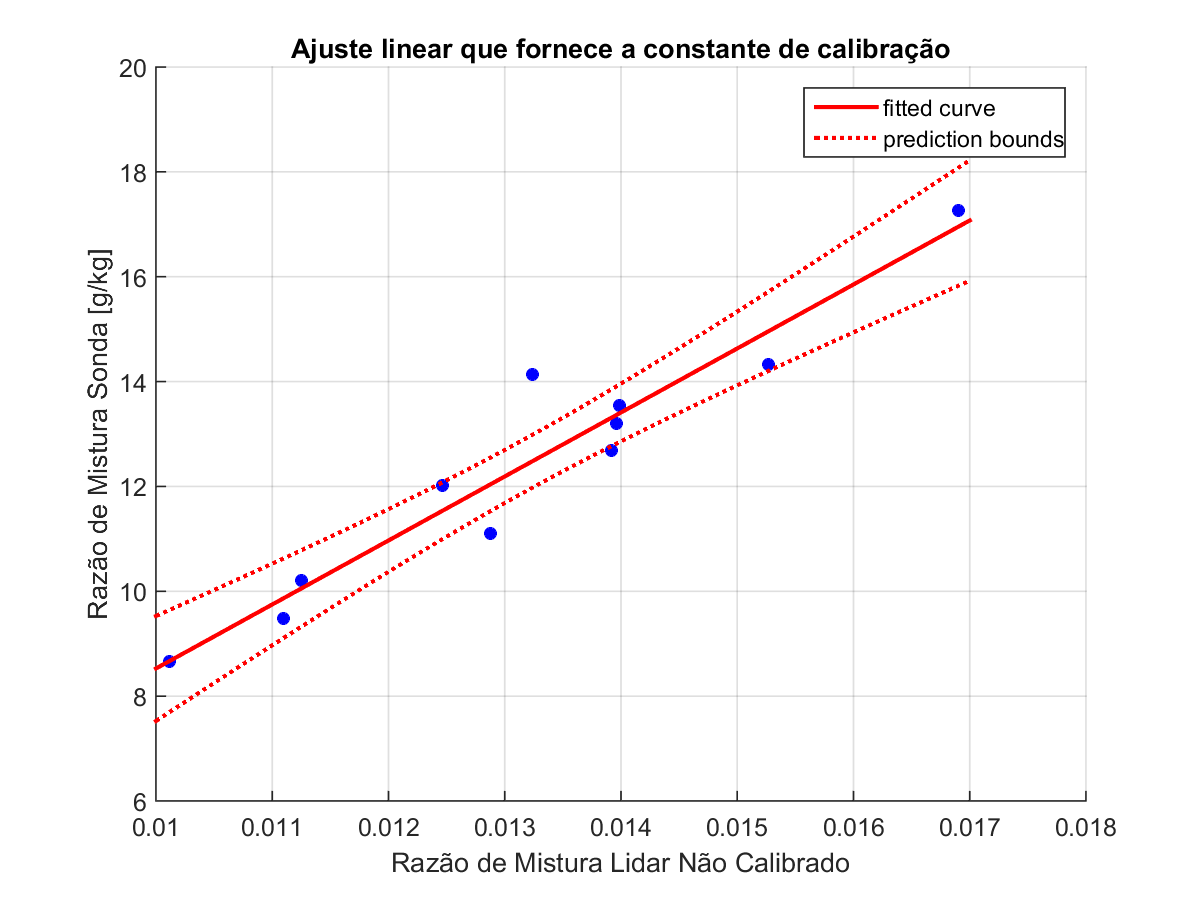 Ajuste linear que fornece a constante de calibração
fitted curve
prediction bounds
20
18
16
14
12
10
8
6
Razão de Mistura Sonda [g/kg]
0.01 0.011 0.012 0.013 0.014 0.015 0.016 0.017 0.018
Razão de Mistura Lidar Não Calibrado